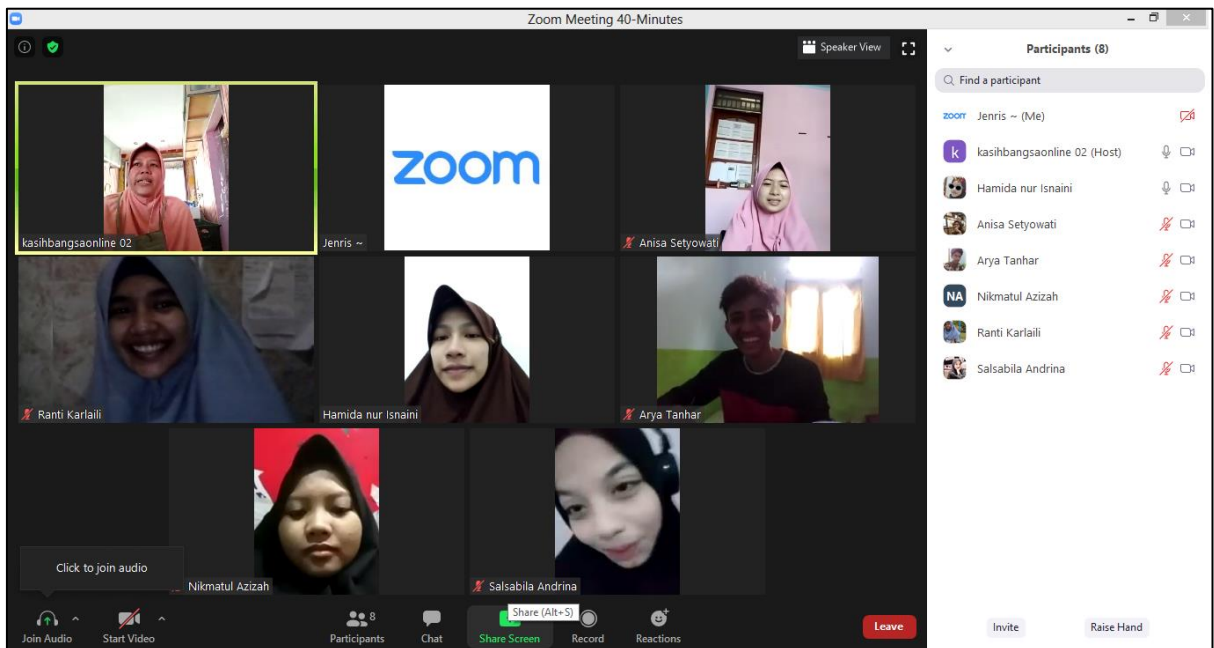 Zoom Meeting 40-Minutes
Speaker View
kasihbangsaonline 02
zoom
Jenris ~
Anisa Setyowati
Ranti Karlaili
Hamida nur Isnaini
Arya Tanhar
Nikmatul Azizah
Salsabila Andrina
Click to join audio
Share (Alt+S)
Join Audio
Start Video
8
Participants
Chat
Share Screen
Record
Reactions
Leave
Participants (8)
Find a participant
zoom Jenris ~ (Me)
k kasihbangsaonline 02 (Host)
Hamida nur Isnaini
Anisa Setyowati
Arya Tanhar
NA Nikmatul Azizah
Ranti Karlaili
Salsabila Andrina
Invite Raise Hand